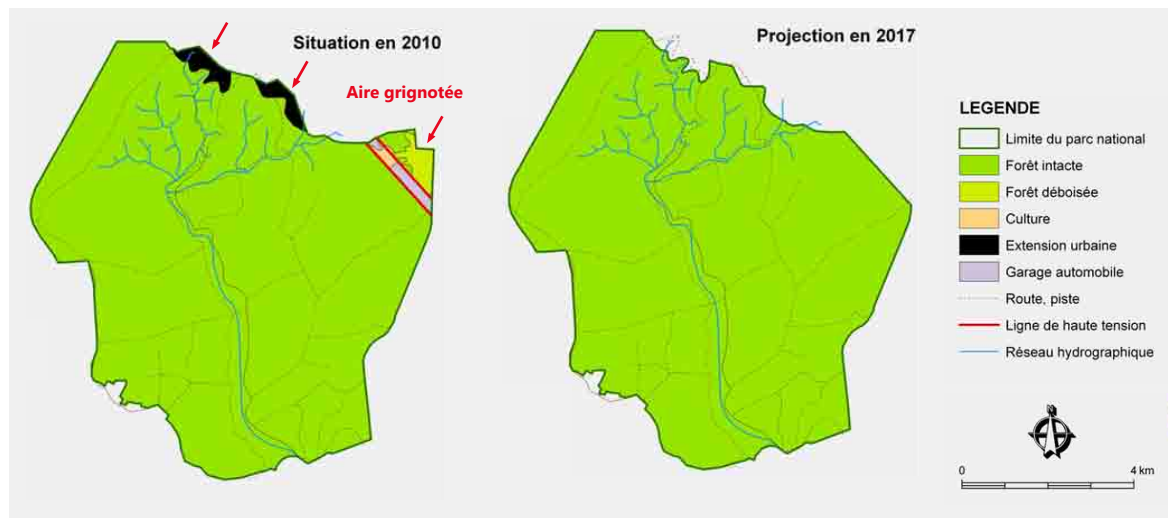 Situation en 2010
Projection en 2017
Aire grignotée
LEGENDE
Limite du parc national
Forêt intacte
Forêt déboisée
Culture
Extension urbaine
Garage automobile
Route, piste
Ligne de haute tension
Réseau hydrographique
0 4 km